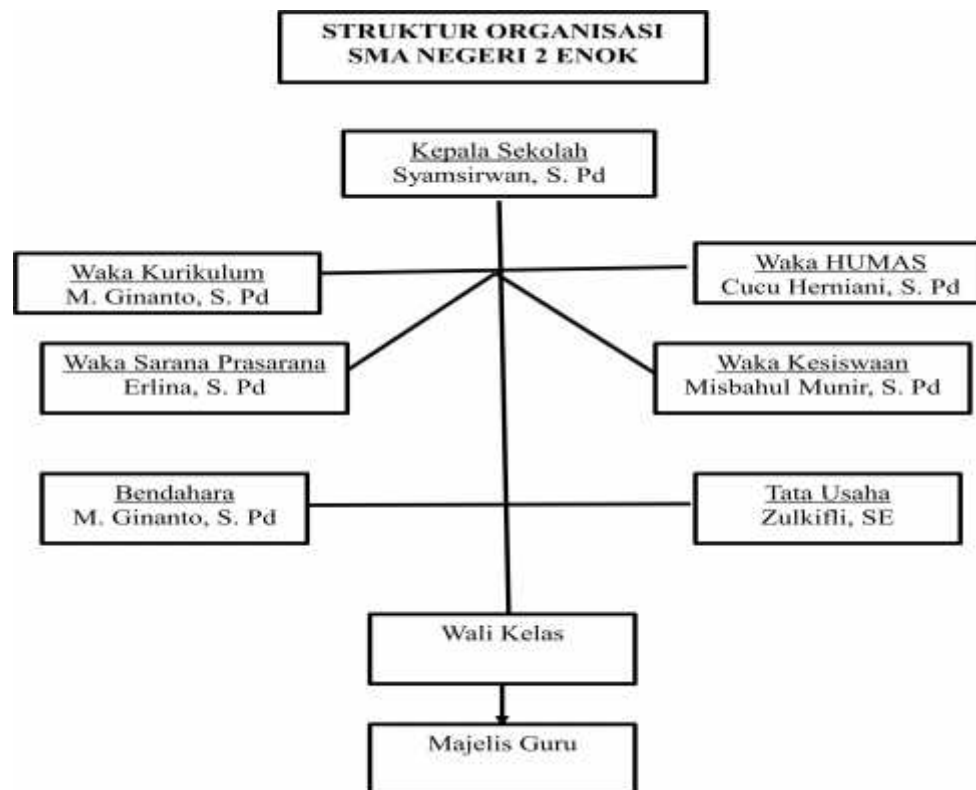 STRUKTUR ORGANISASI
SMA NEGERI 2 ENOK
Kepala Sekolah
Syamsirwan, S. Pd
Waka Kurikulum
M. Ginanto, S. Pd
Waka HUMAS
Cucu Herniani, S. Pd
Waka Sarana Prasarana
Erlina, S. Pd
Waka Kesiswaan
Misbahul Munir, S. Pd
Bendahara
M. Ginanto, S. Pd
Tata Usaha
Zulkifli, SE
Wali Kelas
Majelis Guru